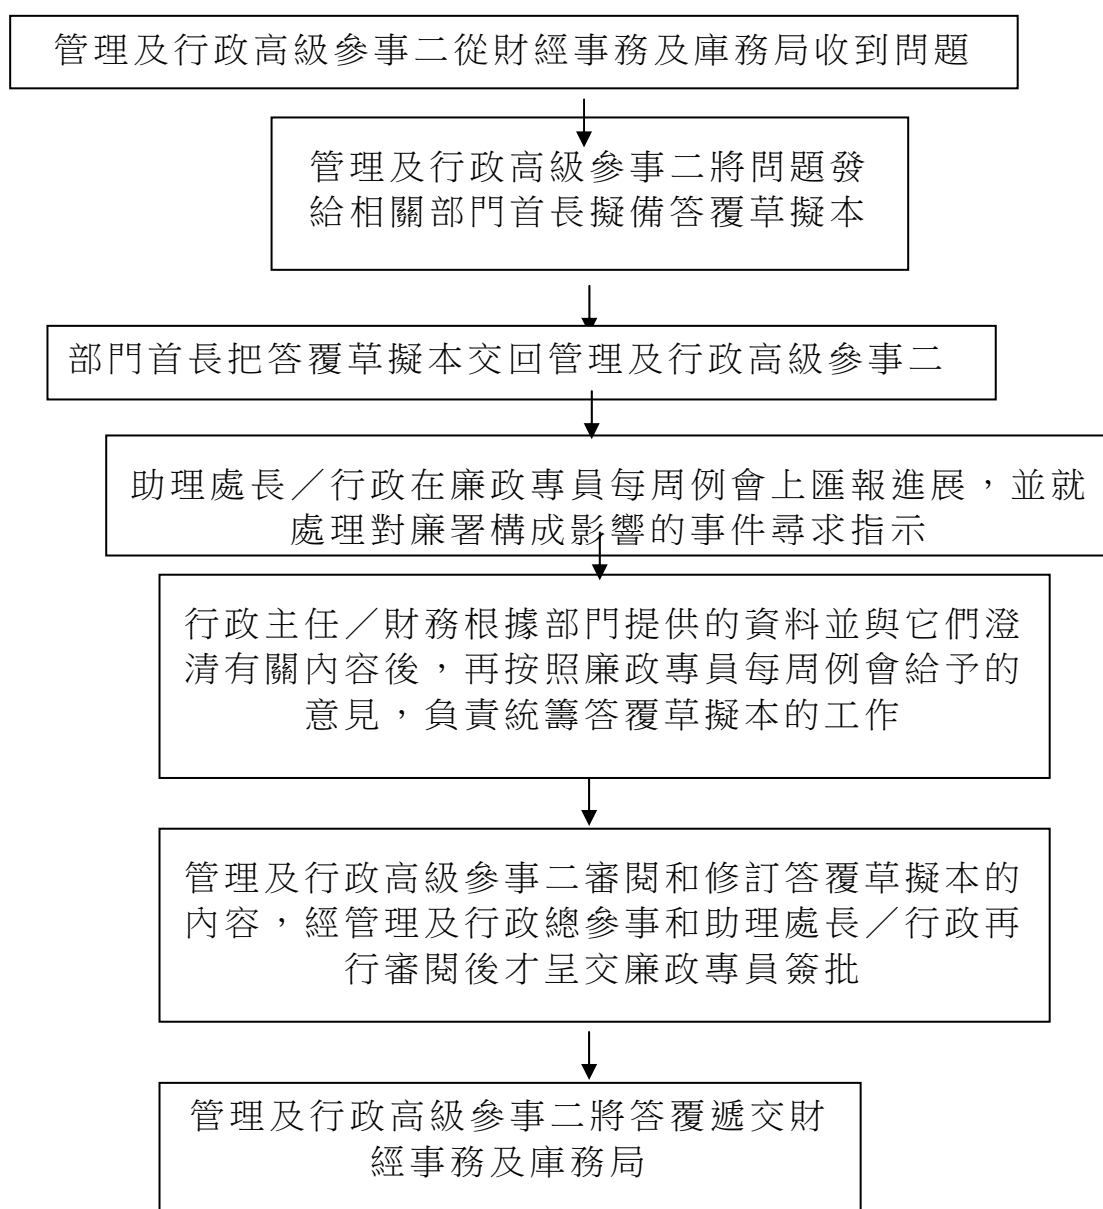 管理及行政高級參事二從財經事務及庫務局收到問題
管理及行政高級參事二將問題發
給相關部門首長擬備答覆草擬本
部門首長把答覆草擬本交回管理及行政高級參事二
助理處長／行政在廉政專員每周例會上匯報進展，並就
處理對廉署構成影響的事件尋求指示
行政主任／財務根據部門提供的資料並與它們澄
清有關內容後，再按照廉政專員每周例會給予的
意見，負責統籌答覆草擬本的工作
管理及行政高級參事二審閱和修訂答覆草擬本的
內容，經管理及行政總參事和助理處長／行政再
行審閱後才呈交廉政專員簽批
管理及行政高級參事二將答覆遞交財
經事務及庫務局